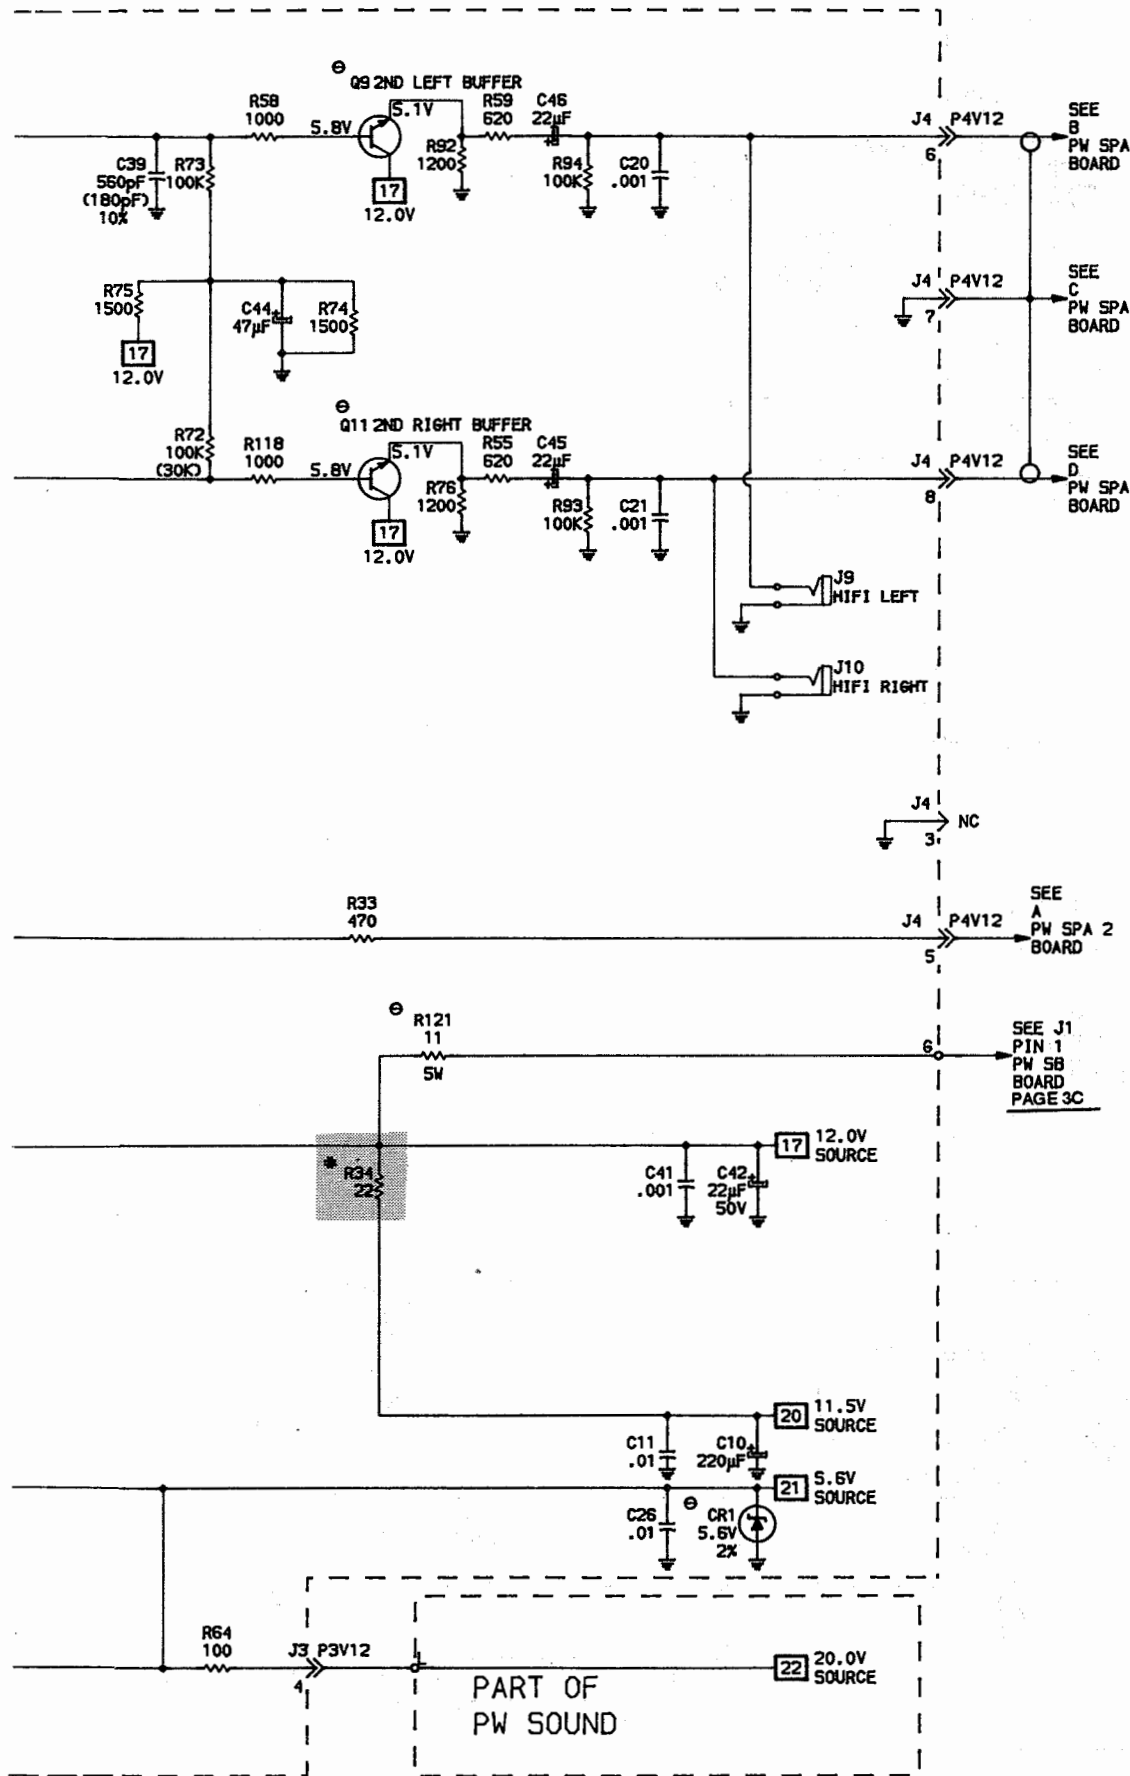 Q9 2ND LEFT BUFFER
R58
1000
5.8V
5.1V
R59
620
C46
22µF
+
J4 P4V12
6
SEE
B
PW SPA
BOARD
C39
560pF
(180pF)
10%
R73
100K
17
12.0V
R92
1200
R94
100K
C20
.001
R75
1500
17
12.0V
C44
47µF
+
R74
1500
J4 P4V12
7
SEE
C
PW SPA
BOARD
Q11 2ND RIGHT BUFFER
R72
100K
(30K)
R118
1000
5.8V
5.1V
R55
620
C45
22µF
+
J4 P4V12
8
SEE
D
PW SPA
BOARD
17
12.0V
R76
1200
R93
100K
C21
.001
J9
HIFI LEFT
J10
HIFI RIGHT
J4
3
NC
R33
470
J4 P4V12
5
SEE
A
PW SPA 2
BOARD
R121
11
5W
6
SEE J1
PIN 1
PW SB
BOARD
PAGE 3C
* R34
22
C41
.001
C42
22µF
50V
+
17 12.0V
SOURCE
C11
.01
C10
220µF
+
20 11.5V
SOURCE
C26
.01
CR1
5.6V
2%
21 5.6V
SOURCE
R64
100
J3 P3V12
4
L
22 20.0V
SOURCE
PART OF
PW SOUND